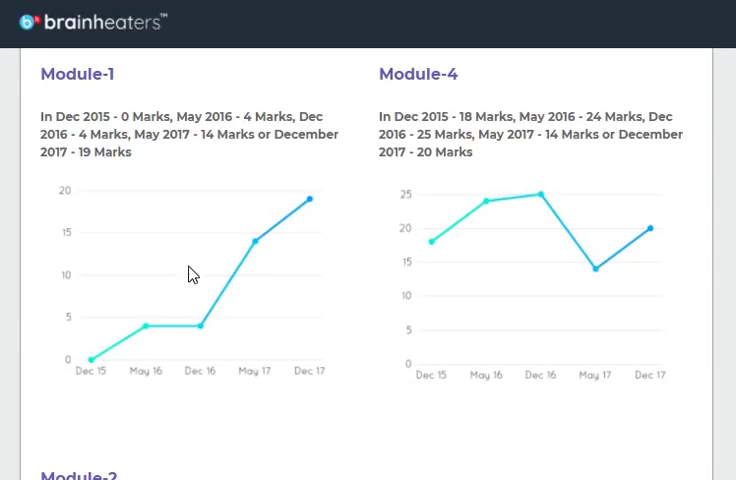 brainheaters™
Module-1
In Dec 2015 - 0 Marks, May 2016 - 4 Marks, Dec
2016 - 4 Marks, May 2017 - 14 Marks or December
2017 - 19 Marks
20
15
10
5
0
Dec 15 May 16 Dec 16 May 17 Dec 17
Module-4
In Dec 2015 - 18 Marks, May 2016 - 24 Marks, Dec
2016 - 25 Marks, May 2017 - 14 Marks or December
2017 - 20 Marks
25
20
15
10
5
0
Dec 15 May 16 Dec 16 May 17 Dec 17
Module-2